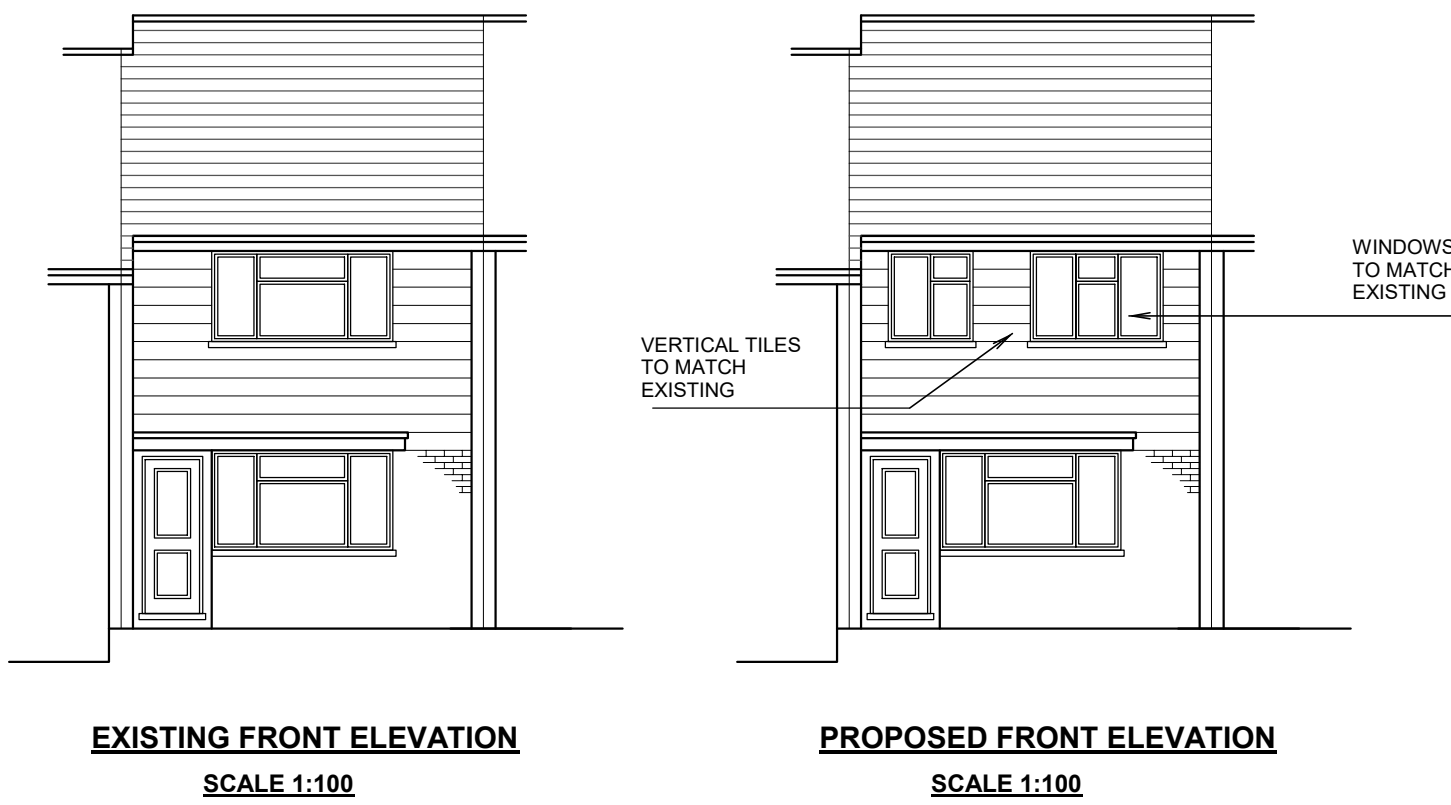 VERTICAL TILES
TO MATCH
EXISTING
WINDOWS
TO MATCH
EXISTING
EXISTING FRONT ELEVATION
SCALE 1:100
PROPOSED FRONT ELEVATION
SCALE 1:100